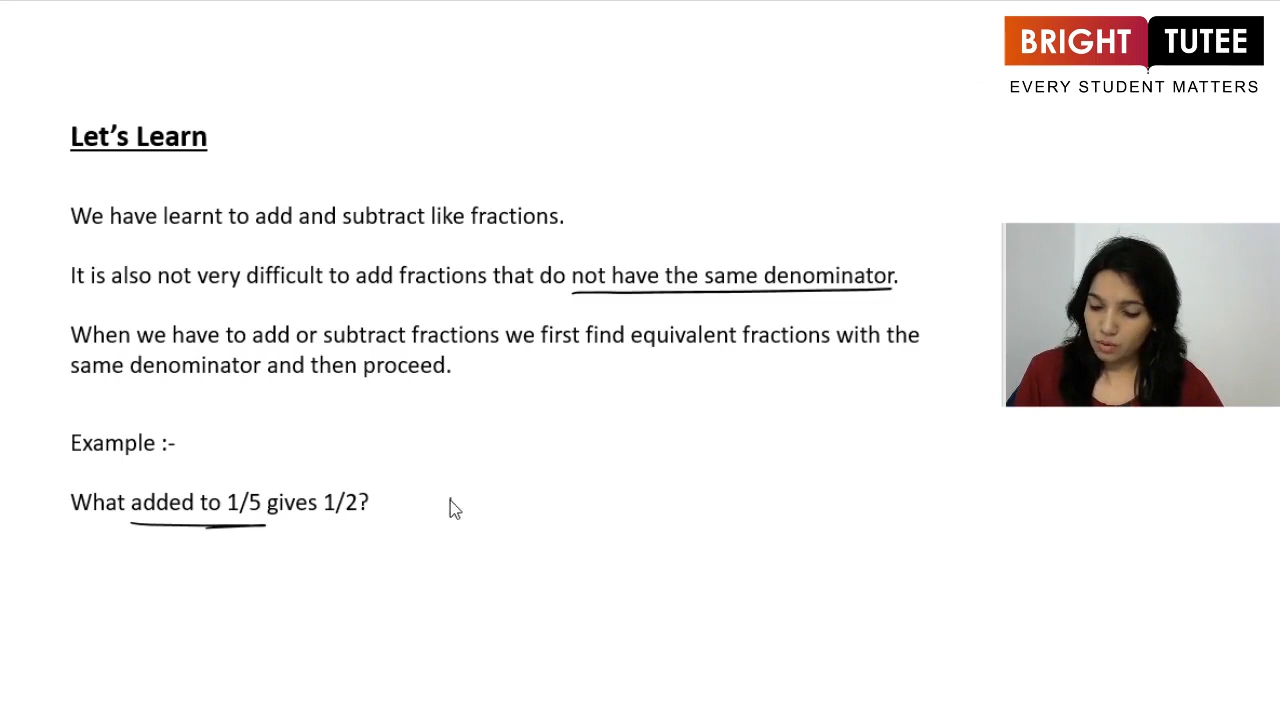 BRIGHT TUTEE
EVERY STUDENT MATTERS
Let’s Learn
We have learnt to add and subtract like fractions.
It is also not very difficult to add fractions that do not have the same denominator.
When we have to add or subtract fractions we first find equivalent fractions with the
same denominator and then proceed.
Example :-
What added to 1/5 gives 1/2?